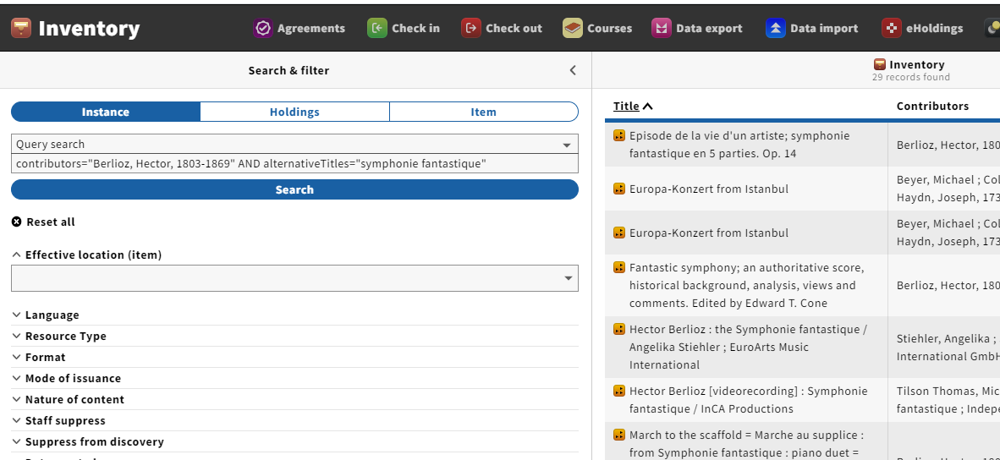 Inventory
Agreements
Check in
Check out
Courses
Data export
Data import
eHoldings
Search & filter
Instance
Holdings
Item
Query search
contributors="Berlioz, Hector, 1803-1869" AND alternativeTitles="symphonie fantastique"
Search
Reset all
Effective location (item)
Language
Resource Type
Format
Mode of issuance
Nature of content
Staff suppress
Suppress from discovery
Inventory
29 records found
Title
Contributors
Episode de la vie d'un artiste; symphonie
fantastique en 5 parties. Op. 14
Berlioz, Hector, 180
Europa-Konzert from Istanbul
Beyer, Michael ; Col
Haydn, Joseph, 173
Europa-Konzert from Istanbul
Beyer, Michael ; Col
Haydn, Joseph, 173
Fantastic symphony; an authoritative score,
historical background, analysis, views and
comments. Edited by Edward T. Cone
Berlioz, Hector, 180
Hector Berlioz : the Symphonie fantastique /
Angelika Stiehler ; EuroArts Music
International
Stiehler, Angelika ;
International GmbH
Hector Berlioz [videorecording] : Symphonie
fantastique / InCA Productions
Tilson Thomas, Mic
fantastique ; Indepe
March to the scaffold = Marche au supplice :
from Symphonie fantastique : piano duet =